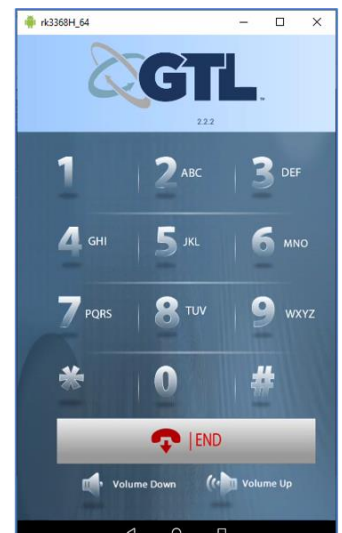 rk3368H_64
GTL
2.2.2
1 2 ABC 3 DEF
4 GHI 5 JKL 6 MNO
7 PQRS 8 TUV 9 WXYZ
* 0 #
| END
Volume Down Volume Up